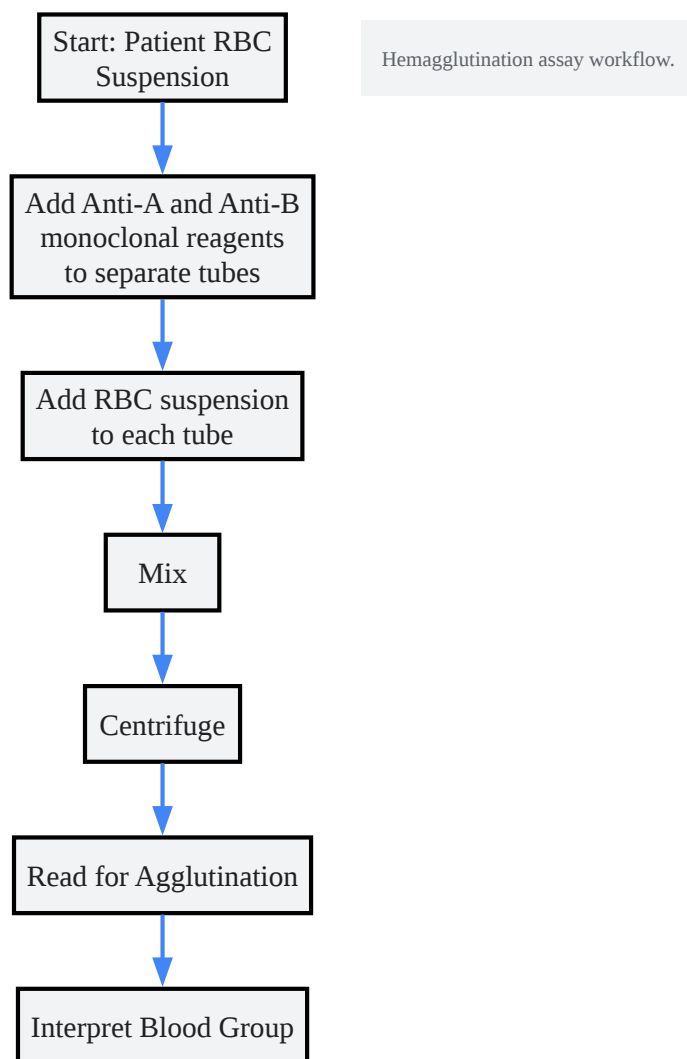 Start: Patient RBC
Suspension
Hemagglutination assay workflow.
Add Anti-A and Anti-B
monoclonal reagents
to separate tubes
Add RBC suspension
to each tube
Mix
Centrifuge
Read for Agglutination
Interpret Blood Group